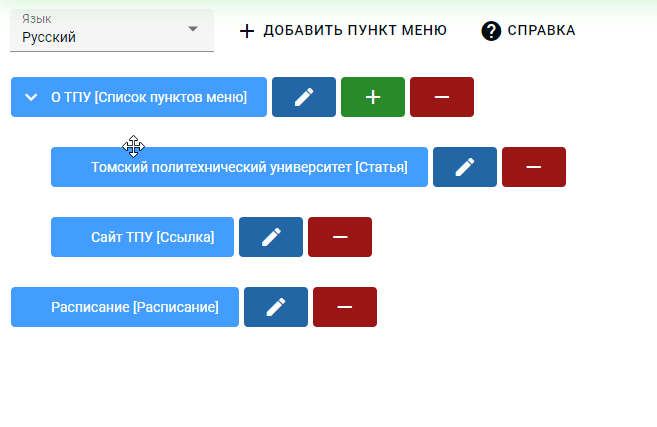 Язык
Русский
ДОБАВИТЬ ПУНКТ МЕНЮ
СПРАВКА
О ТПУ [Список пунктов меню]
Томский политехнический университет [Статья]
Сайт ТПУ [Ссылка]
Расписание [Расписание]